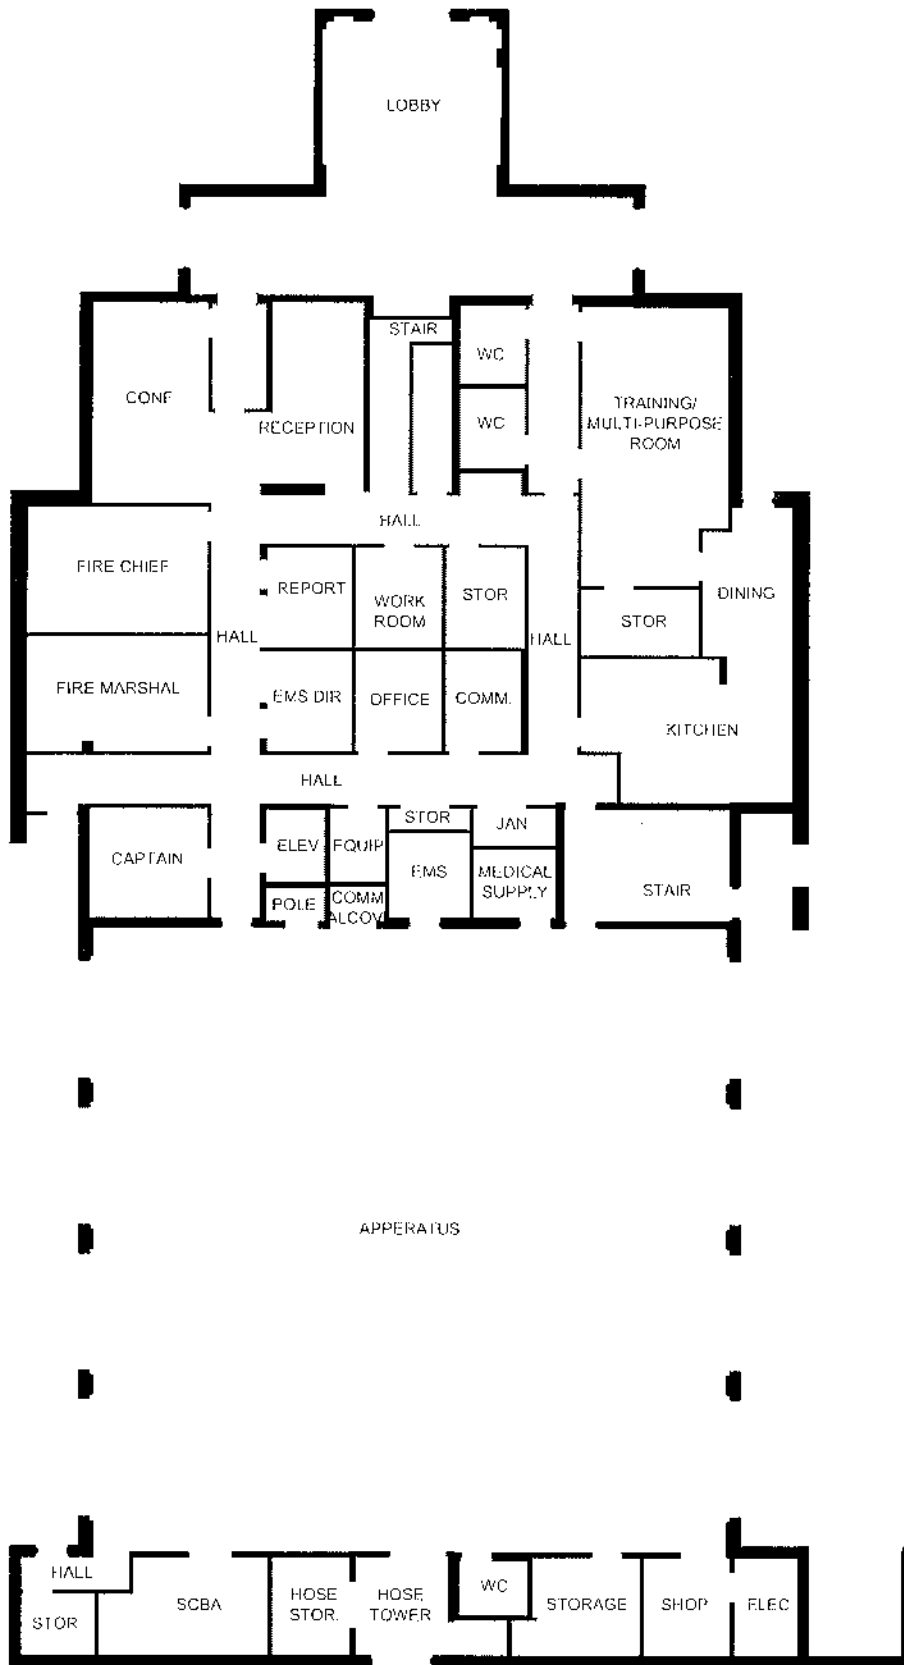 LOBBY
STAIR
WC
CONF
TRAINING/
MULTI-PURPOSE
ROOM
WC
RECEPTION
HALL
FIRE CHIEF
REPORT
WORK
ROOM
STOR
DINING
STOR
HALL
HALL
FIRE MARSHAL
EMS DIR
OFFICE
COMM.
KITCHEN
HALL
STOR
JAN
CAPTAIN
ELEV
EQUIP
EMS
MEDICAL
SUPPLY
STAIR
POLE
COMM
ALCOV
APPERATUS
HALL
WC
HOSE
STOR.
HOSE
TOWER
SCBA
STORAGE
SHOP
ELEC
STOR